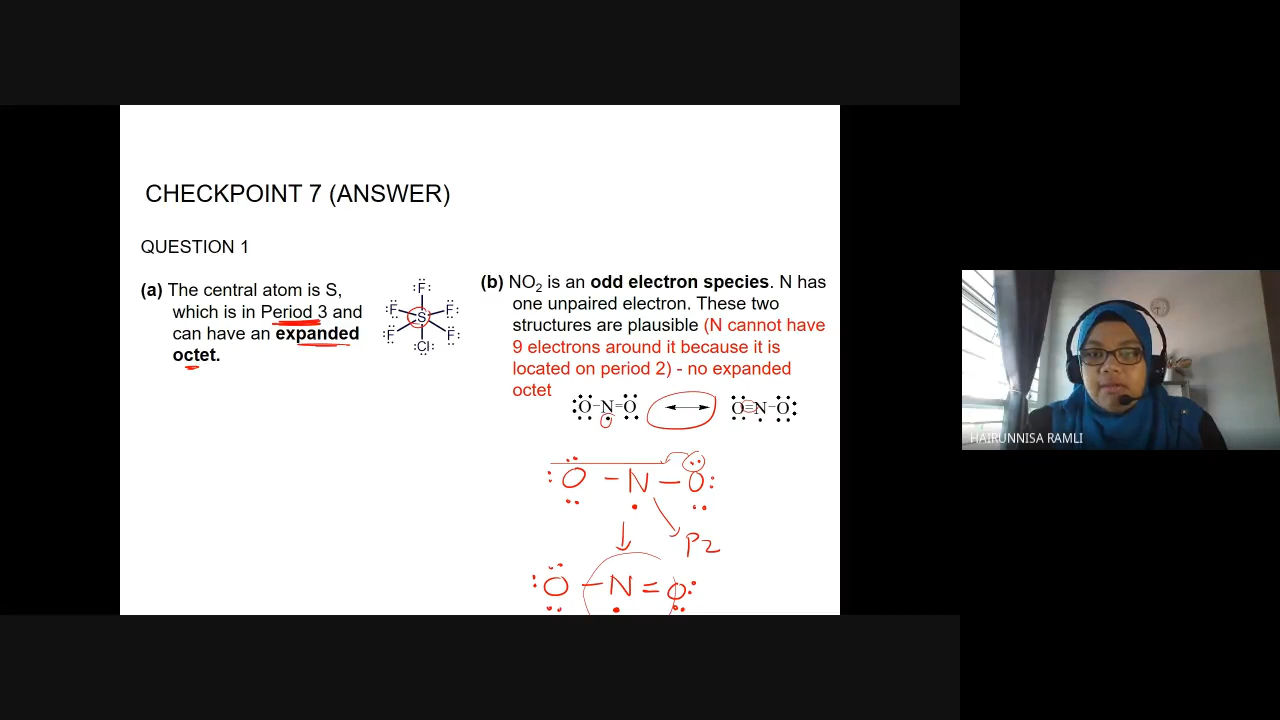 CHECKPOINT 7 (ANSWER)
QUESTION 1
(a) The central atom is S,
which is in Period 3 and
can have an expanded
octet.
F
F F
S
F F
Cl
(b) NO₂ is an odd electron species. N has
one unpaired electron. These two
structures are plausible (N cannot have
9 electrons around it because it is
located on period 2) - no expanded
octet
:O–N=O ↔ O=N–O:
:O – N – O:
P2
:O – N = O:
HAIRUNNISA RAMLI